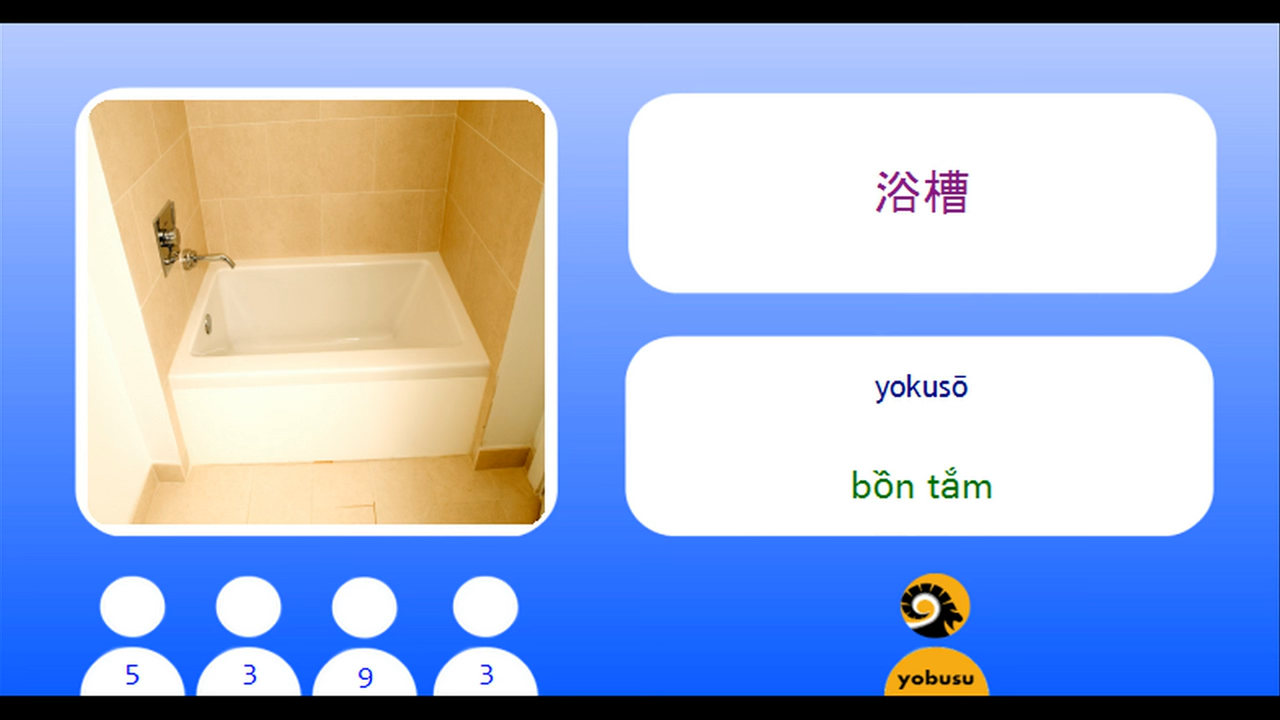 浴槽
yokusō
bồn tắm
5 3 9 3
yobusu